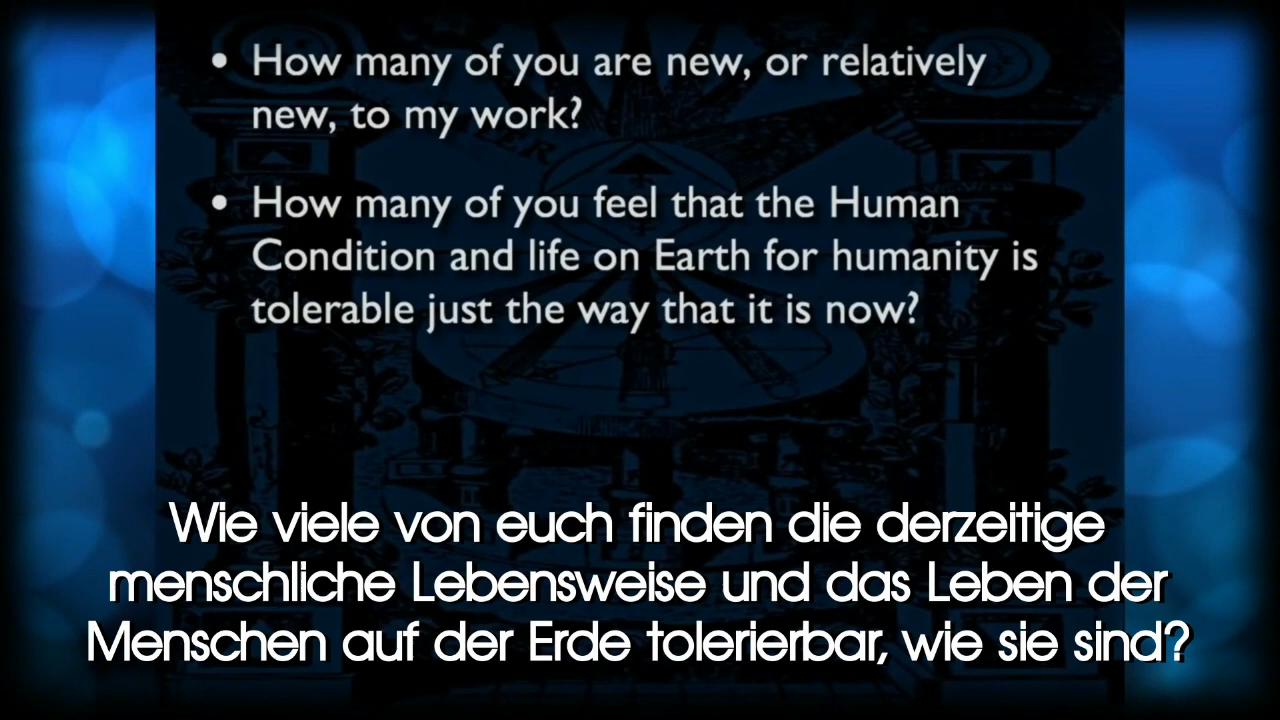 • How many of you are new, or relatively
new, to my work?
• How many of you feel that the Human
Condition and life on Earth for humanity is
tolerable just the way that it is now?
Wie viele von euch finden die derzeitige
menschliche Lebensweise und das Leben der
Menschen auf der Erde tolerierbar, wie sie sind?